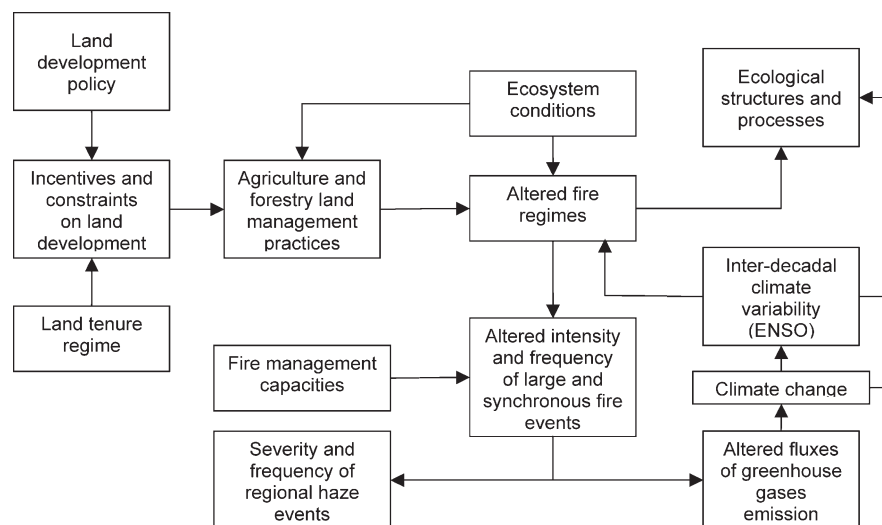 Land
development
policy
Ecosystem
conditions
Ecological
structures and
processes
Incentives and
constraints
on land
development
Agriculture and
forestry land
management
practices
Altered fire
regimes
Inter-decadal
climate
variability
(ENSO)
Land tenure
regime
Fire management
capacities
Altered intensity
and frequency
of large and
synchronous fire
events
Climate change
Severity and
frequency of
regional haze
events
Altered fluxes
of greenhouse
gases
emission